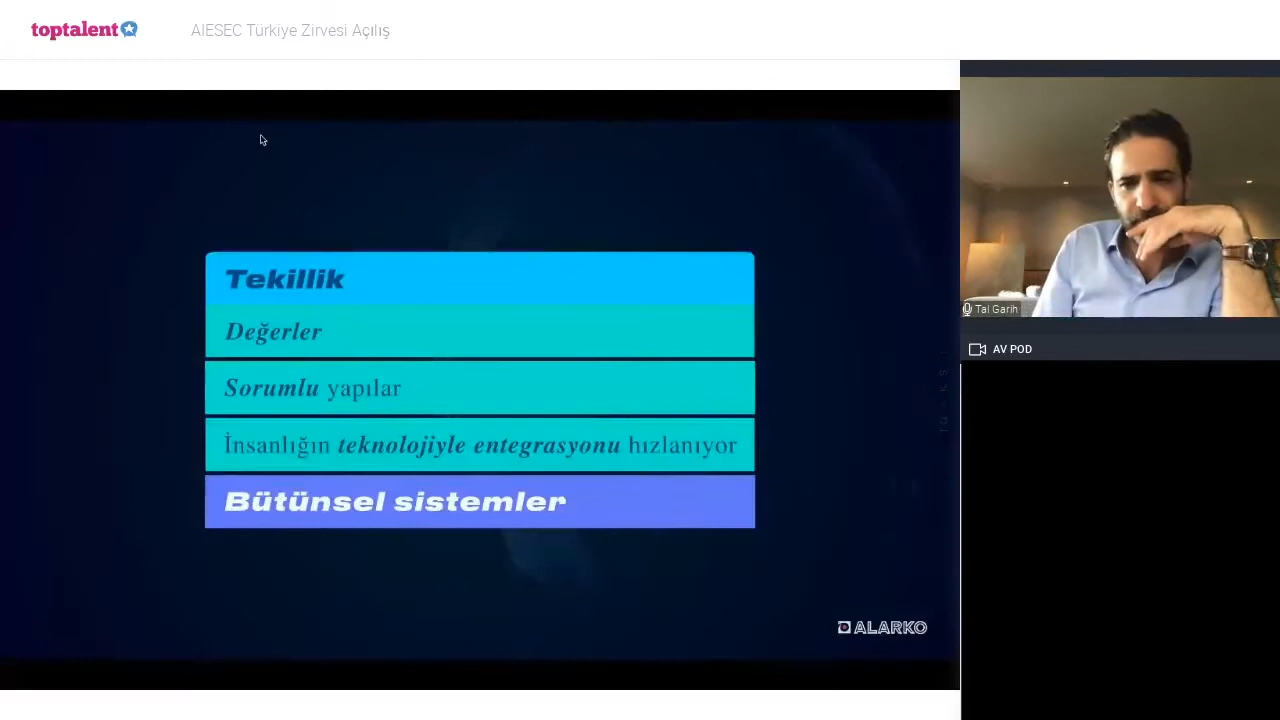 toptalent
AIESEC Türkiye Zirvesi Açılış
Tekillik
Değerler
Sorumlu yapılar
İnsanlığın teknolojiyle entegrasyonu hızlanıyor
Bütünsel sistemler
ALARKO
Tal Garih
AV POD